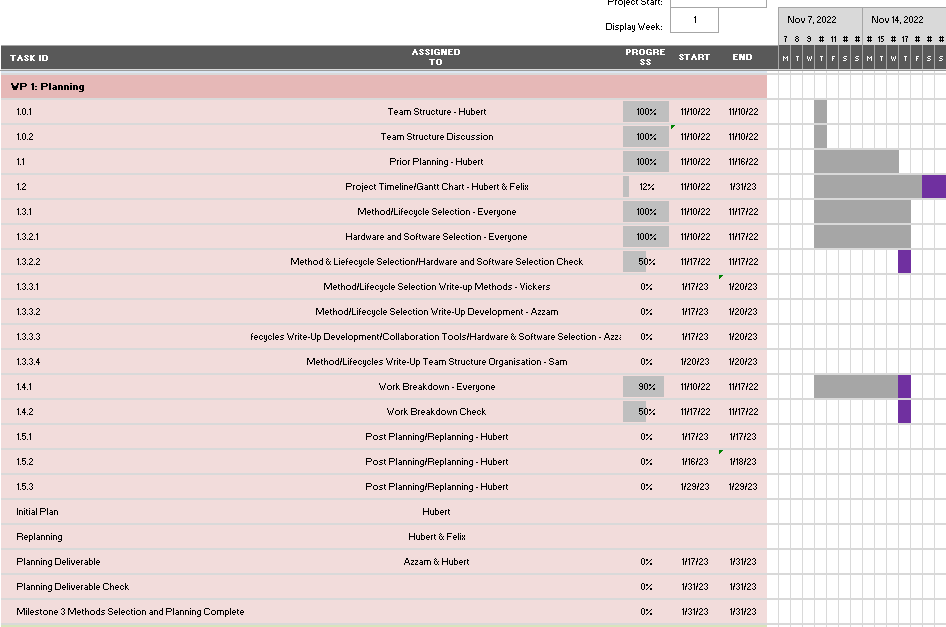 Project Start:
Display Week: 1
Nov 7, 2022 Nov 14, 2022
7 8 9 # 11 # # # 15 # 17 # # #
TASK ID ASSIGNED TO PROGRE SS START END M T W T F S S M T W T F S S
WP 1: Planning
1.0.1 Team Structure - Hubert 100% 11/10/22 11/10/22
1.0.2 Team Structure Discussion 100% 11/10/22 11/10/22
1.1 Prior Planning - Hubert 100% 11/10/22 11/16/22
1.2 Project Timeline/Gantt Chart - Hubert & Felix 12% 11/10/22 1/31/23
1.3.1 Method/Lifecycle Selection - Everyone 100% 11/10/22 11/17/22
1.3.2.1 Hardware and Software Selection - Everyone 100% 11/10/22 11/17/22
1.3.2.2 Method & Liefecycle Selection/Hardware and Software Selection Check 50% 11/17/22 11/17/22
1.3.3.1 Method/Lifecycle Selection Write-up Methods - Vickers 0% 1/17/23 1/20/23
1.3.3.2 Method/Lifecycle Selection Write-Up Development - Azzam 0% 1/17/23 1/20/23
1.3.3.3 fecycles Write-Up Development/Collaboration Tools/Hardware & Software Selection - Azza 0% 1/17/23 1/20/23
1.3.3.4 Method/Lifecycles Write-Up Team Structure Organisation - Sam 0% 1/20/23 1/20/23
1.4.1 Work Breakdown - Everyone 90% 11/10/22 11/17/22
1.4.2 Work Breakdown Check 50% 11/17/22 11/17/22
1.5.1 Post Planning/Replanning - Hubert 0% 1/17/23 1/17/23
1.5.2 Post Planning/Replanning - Hubert 0% 1/16/23 1/18/23
1.5.3 Post Planning/Replanning - Hubert 0% 1/29/23 1/29/23
Initial Plan Hubert
Replanning Hubert & Felix
Planning Deliverable Azzam & Hubert 0% 1/17/23 1/31/23
Planning Deliverable Check 0% 1/31/23 1/31/23
Milestone 3 Methods Selection and Planning Complete 0% 1/31/23 1/31/23